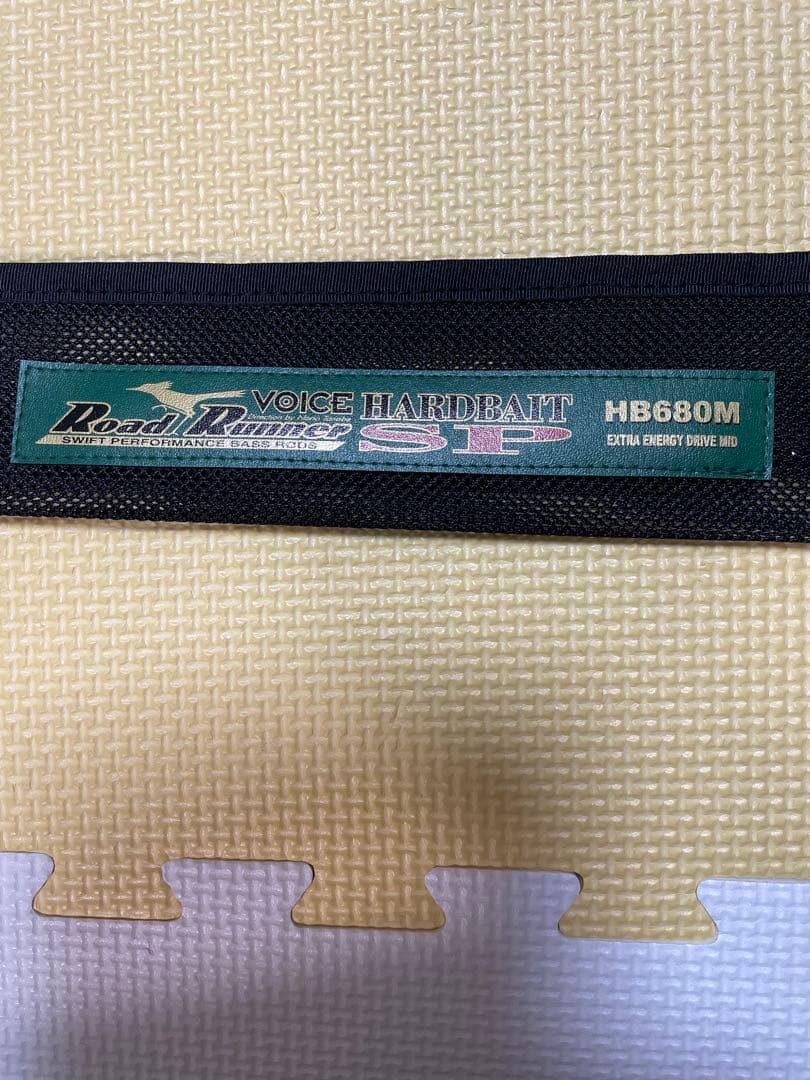 Road Runner VOICE HARDBAIT SP
SWIFT PERFORMANCE BASS RODS
HB680M
EXTRA ENERGY DRIVE MID